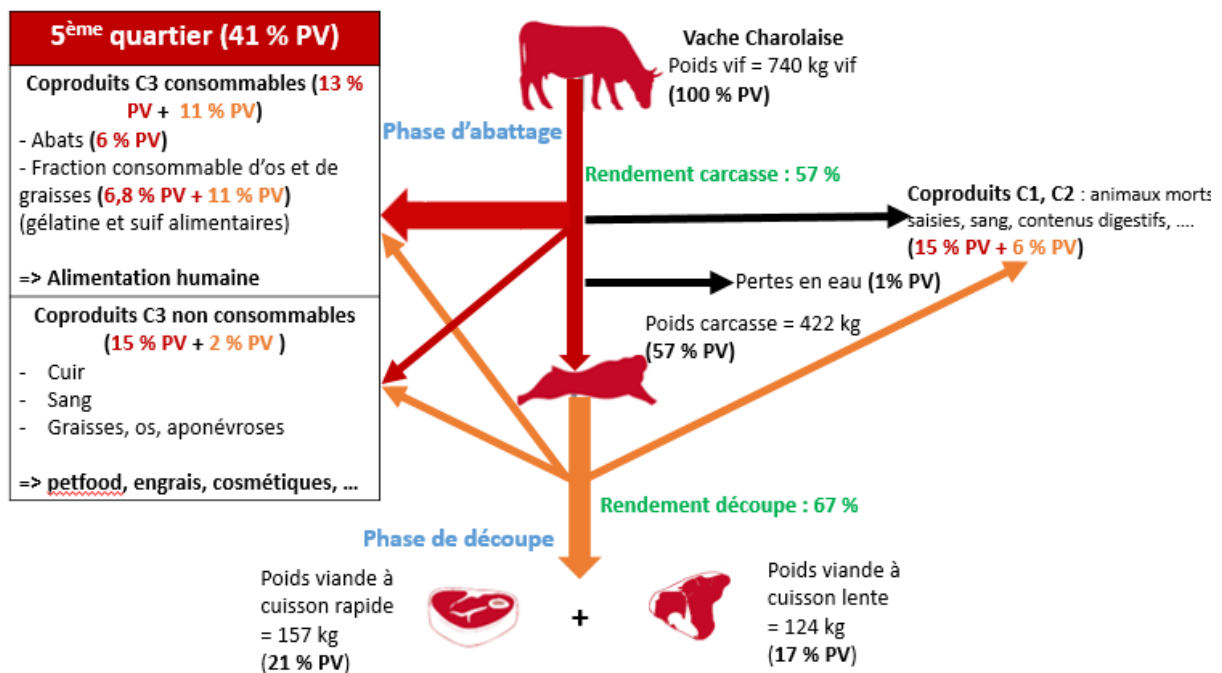 5ème quartier (41 % PV)
Coproduits C3 consommables (13 %
PV + 11 % PV)
- Abats (6 % PV)
- Fraction consommable d'os et de
graisses (6,8 % PV + 11 % PV)
(gélatine et suif alimentaires)
=> Alimentation humaine
Coproduits C3 non consommables
(15 % PV + 2 % PV )
- Cuir
- Sang
- Graisses, os, aponévroses
=> petfood, engrais, cosmétiques, ...
Vache Charolaise
Poids vif = 740 kg vif
(100 % PV)
Phase d'abattage
Rendement carcasse : 57 %
Coproduits C1, C2 : animaux morts
saisies, sang, contenus digestifs, ....
(15 % PV + 6 % PV)
Pertes en eau (1% PV)
Poids carcasse = 422 kg
(57 % PV)
Rendement découpe : 67 %
Phase de découpe
Poids viande à
cuisson rapide
= 157 kg
(21 % PV)
+
Poids viande à
cuisson lente
= 124 kg
(17 % PV)